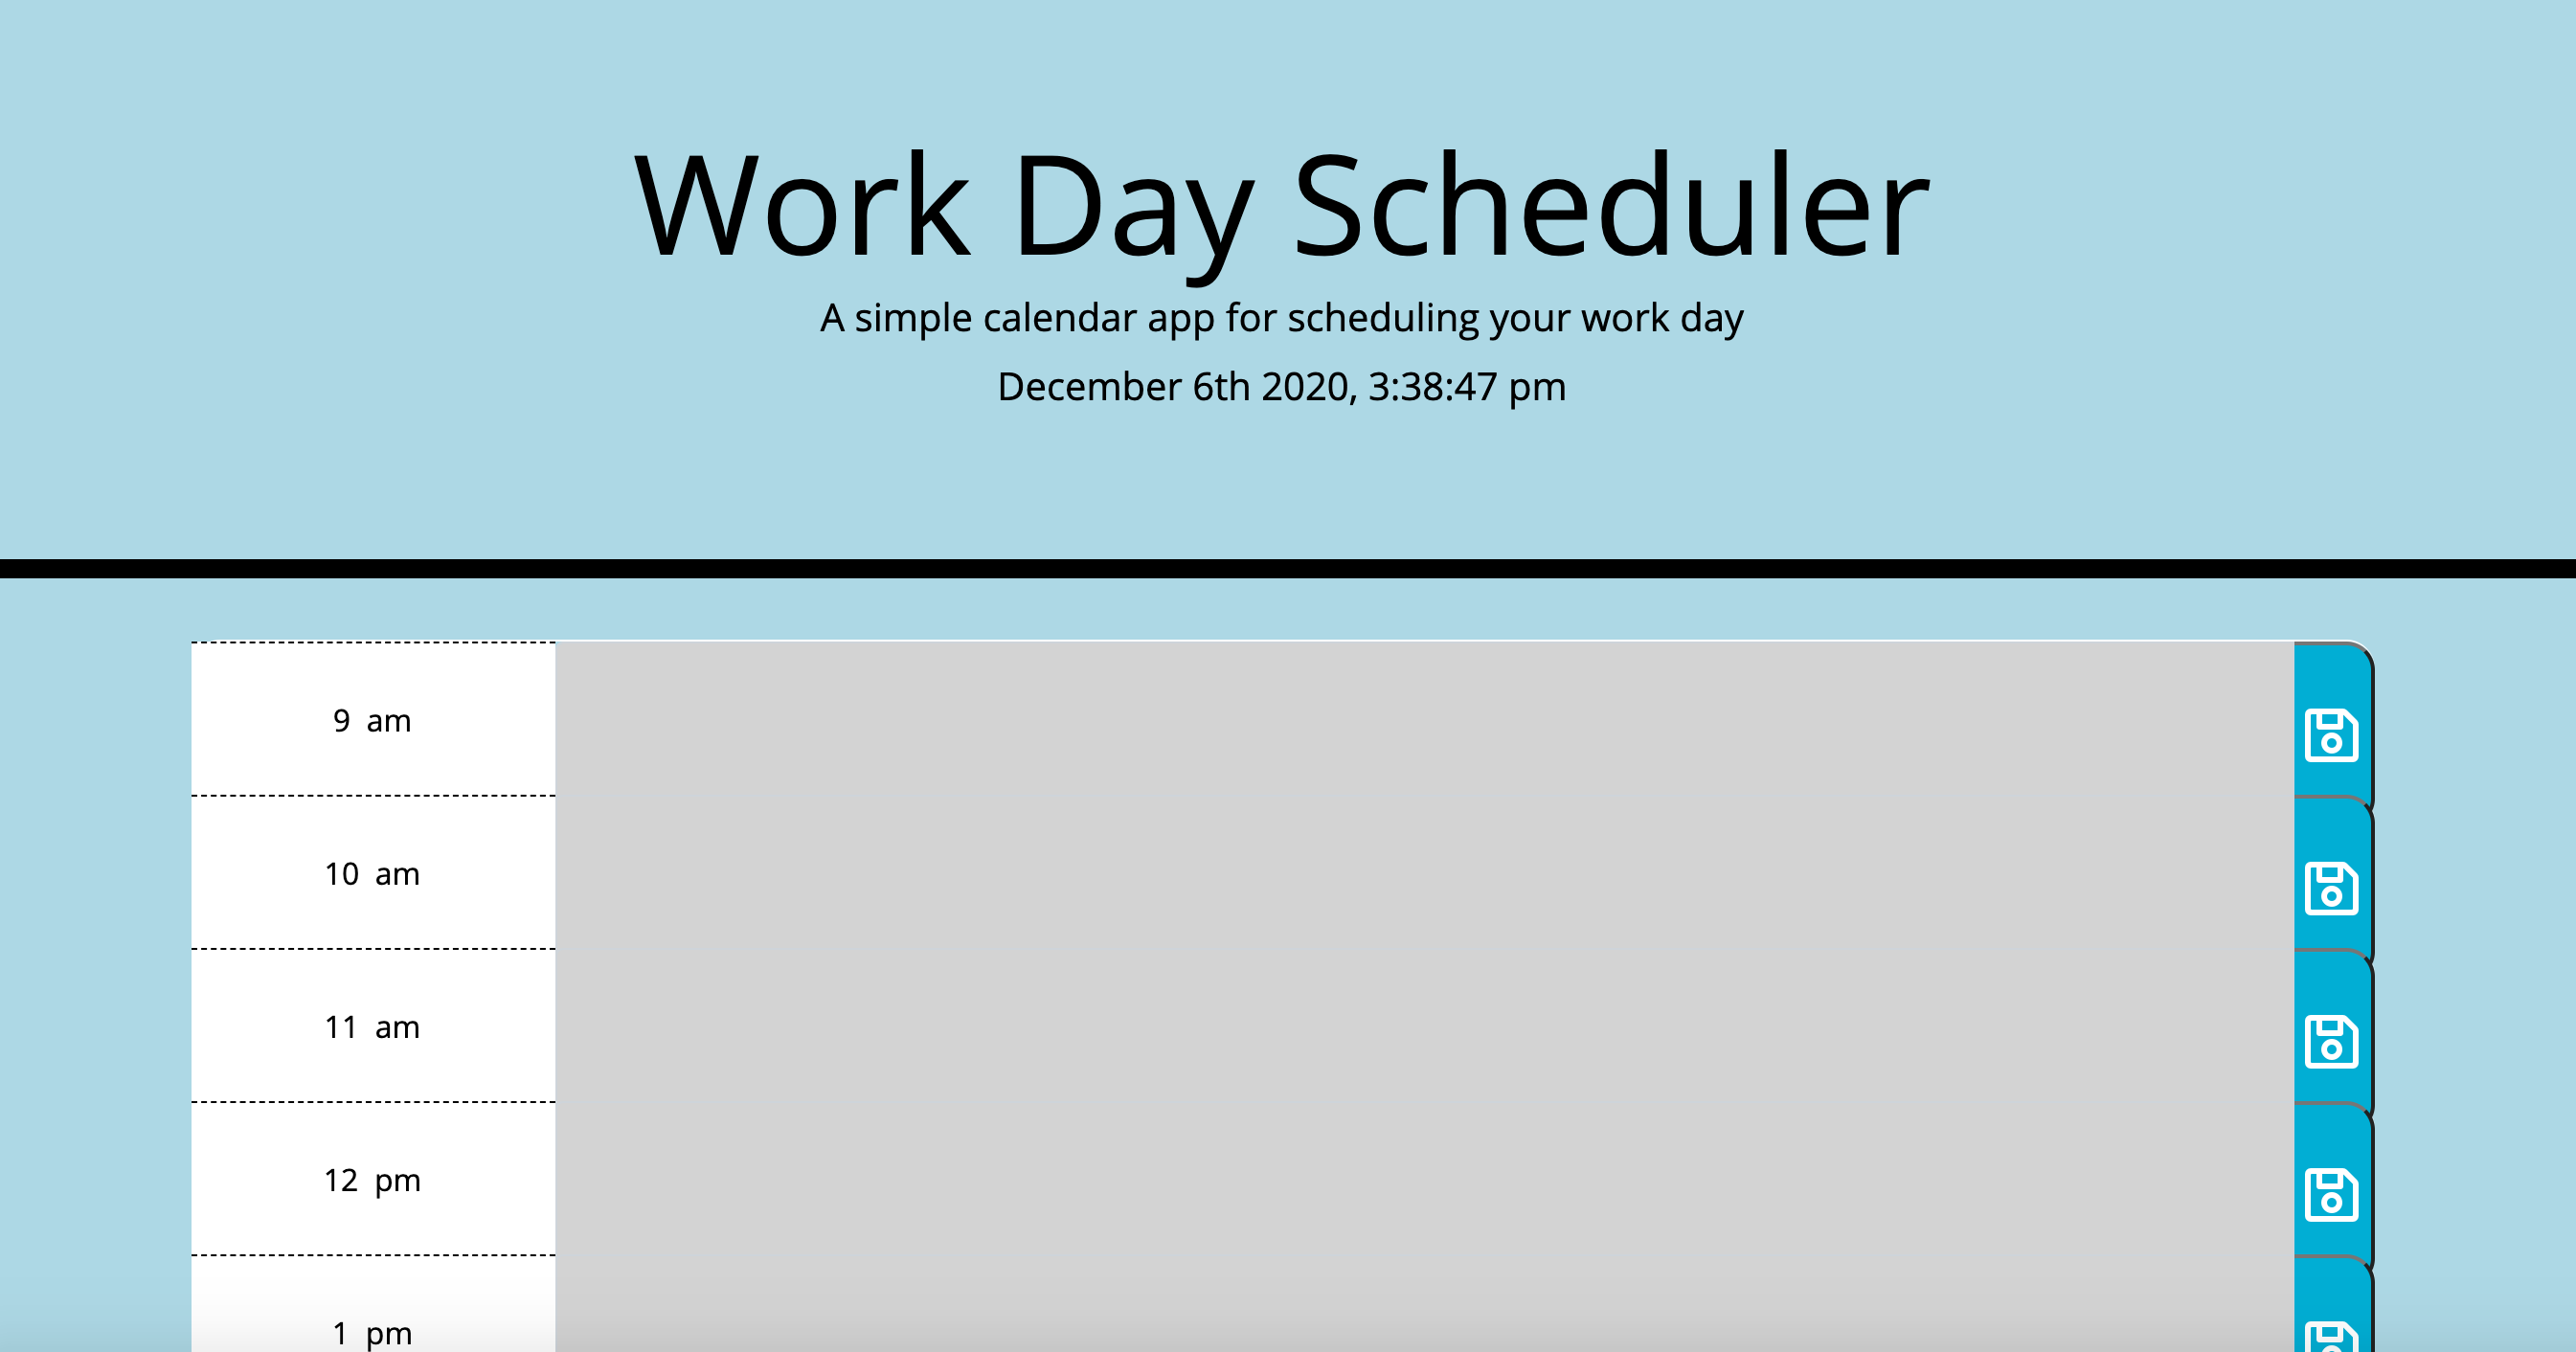 Work Day Scheduler
A simple calendar app for scheduling your work day
December 6th 2020, 3:38:47 pm
9 am
10 am
11 am
12 pm
1 pm